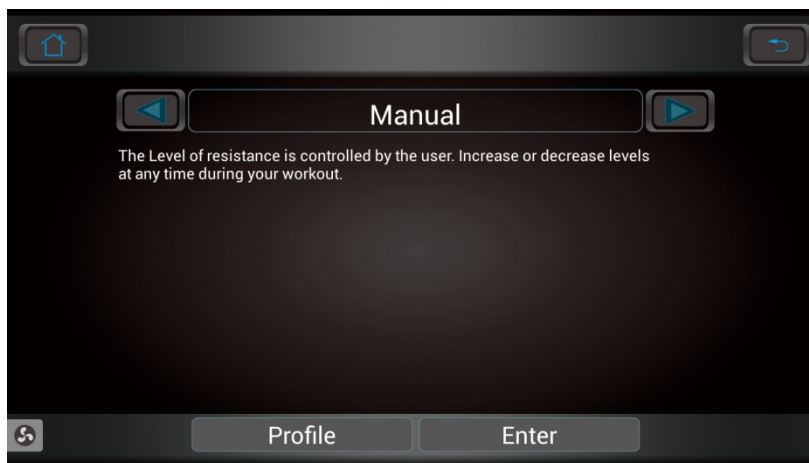 Manual
The Level of resistance is controlled by the user. Increase or decrease levels
at any time during your workout.
Profile
Enter